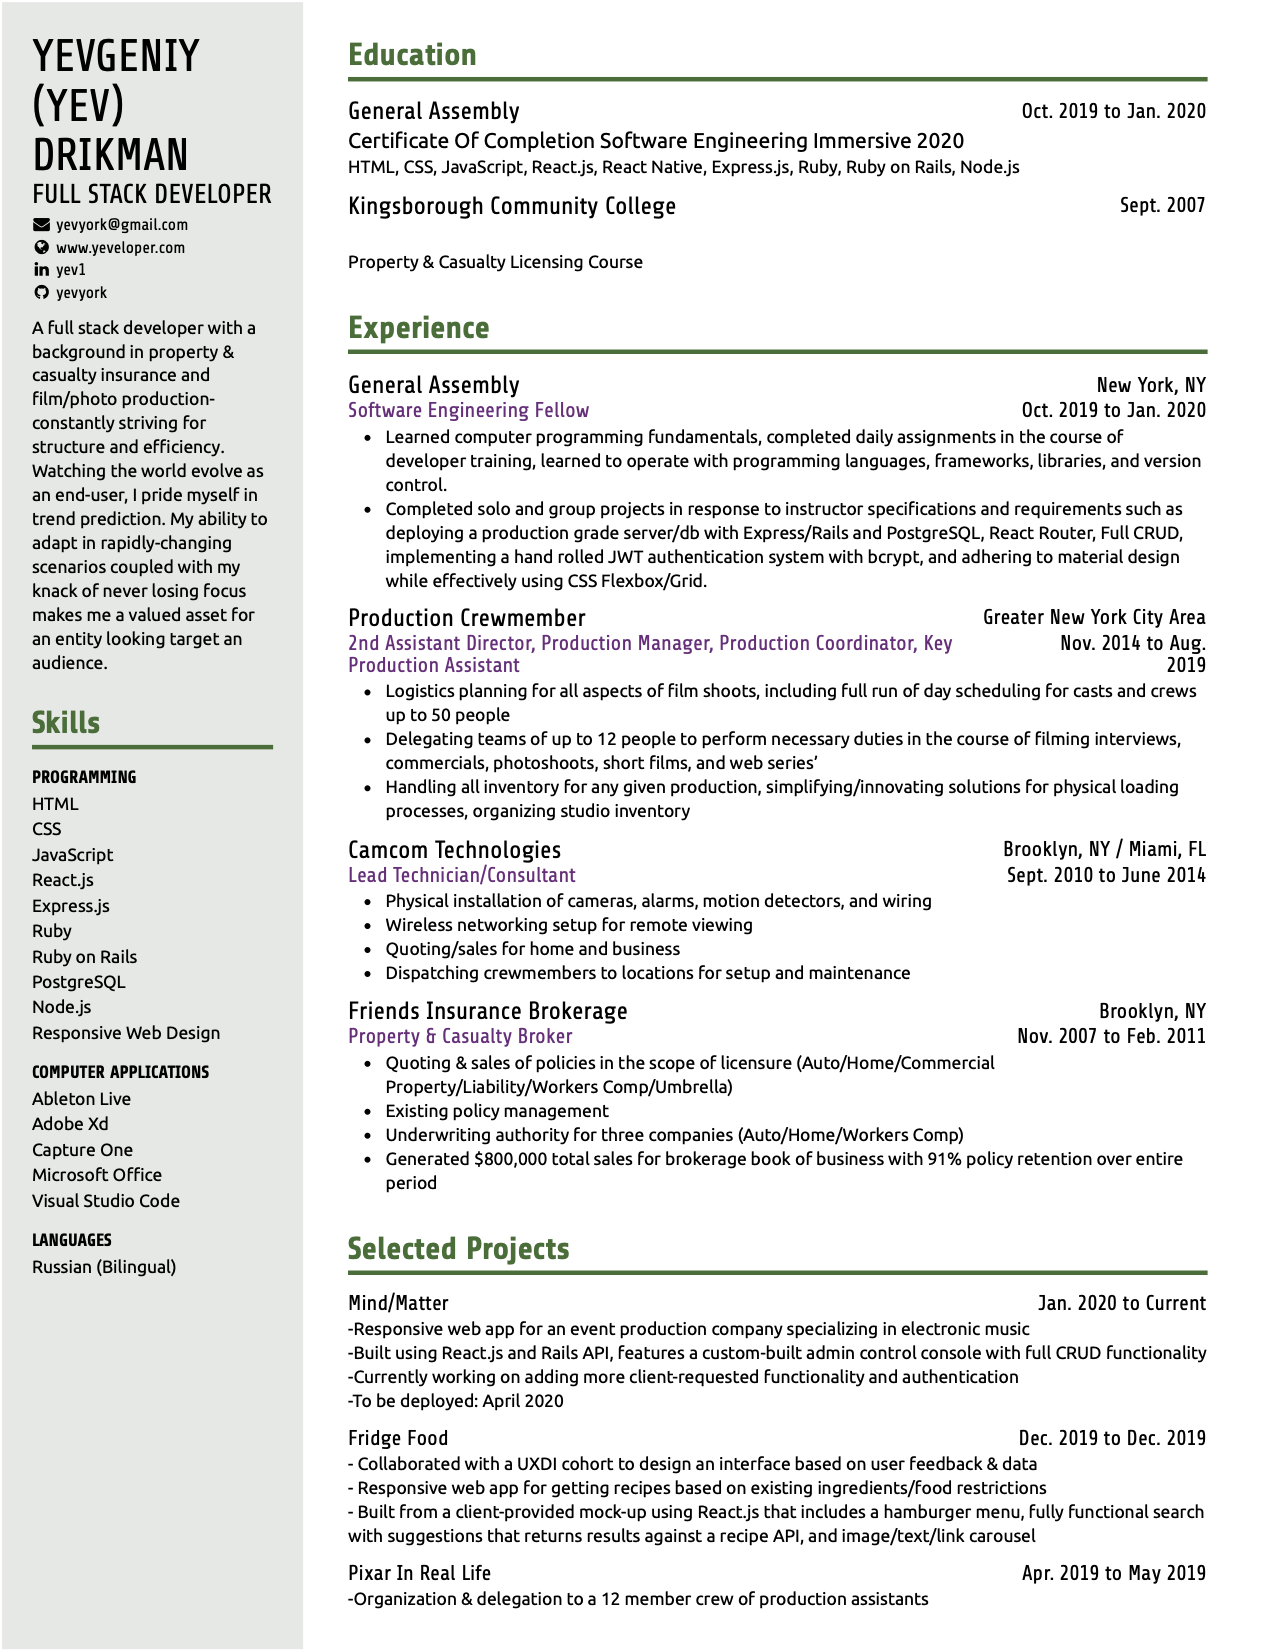 YEVGENIY
(YEV)
DRIKMAN
FULL STACK DEVELOPER
yevyork@gmail.com
www.yeveloper.com
yev1
yevyork
A full stack developer with a
background in property &
casualty insurance and
film/photo production-
constantly striving for
structure and efficiency.
Watching the world evolve as
an end-user, I pride myself in
trend prediction. My ability to
adapt in rapidly-changing
scenarios coupled with my
knack of never losing focus
makes me a valued asset for
an entity looking target an
audience.
Skills
PROGRAMMING
HTML
CSS
JavaScript
React.js
Express.js
Ruby
Ruby on Rails
PostgreSQL
Node.js
Responsive Web Design
COMPUTER APPLICATIONS
Ableton Live
Adobe Xd
Capture One
Microsoft Office
Visual Studio Code
LANGUAGES
Russian (Bilingual)
Education
General Assembly Oct. 2019 to Jan. 2020
Certificate Of Completion Software Engineering Immersive 2020
HTML, CSS, JavaScript, React.js, React Native, Express.js, Ruby, Ruby on Rails, Node.js
Kingsborough Community College Sept. 2007
Property & Casualty Licensing Course
Experience
General Assembly New York, NY
Software Engineering Fellow Oct. 2019 to Jan. 2020
• Learned computer programming fundamentals, completed daily assignments in the course of
developer training, learned to operate with programming languages, frameworks, libraries, and version
control.
• Completed solo and group projects in response to instructor specifications and requirements such as
deploying a production grade server/db with Express/Rails and PostgreSQL, React Router, Full CRUD,
implementing a hand rolled JWT authentication system with bcrypt, and adhering to material design
while effectively using CSS Flexbox/Grid.
Production Crewmember Greater New York City Area
2nd Assistant Director, Production Manager, Production Coordinator, Key Nov. 2014 to Aug.
Production Assistant 2019
• Logistics planning for all aspects of film shoots, including full run of day scheduling for casts and crews
up to 50 people
• Delegating teams of up to 12 people to perform necessary duties in the course of filming interviews,
commercials, photoshoots, short films, and web series’
• Handling all inventory for any given production, simplifying/innovating solutions for physical loading
processes, organizing studio inventory
Camcom Technologies Brooklyn, NY / Miami, FL
Lead Technician/Consultant Sept. 2010 to June 2014
• Physical installation of cameras, alarms, motion detectors, and wiring
• Wireless networking setup for remote viewing
• Quoting/sales for home and business
• Dispatching crewmembers to locations for setup and maintenance
Friends Insurance Brokerage Brooklyn, NY
Property & Casualty Broker Nov. 2007 to Feb. 2011
• Quoting & sales of policies in the scope of licensure (Auto/Home/Commercial
Property/Liability/Workers Comp/Umbrella)
• Existing policy management
• Underwriting authority for three companies (Auto/Home/Workers Comp)
• Generated $800,000 total sales for brokerage book of business with 91% policy retention over entire
period
Selected Projects
Mind/Matter Jan. 2020 to Current
-Responsive web app for an event production company specializing in electronic music
-Built using React.js and Rails API, features a custom-built admin control console with full CRUD functionality
-Currently working on adding more client-requested functionality and authentication
-To be deployed: April 2020
Fridge Food Dec. 2019 to Dec. 2019
- Collaborated with a UXDI cohort to design an interface based on user feedback & data
- Responsive web app for getting recipes based on existing ingredients/food restrictions
- Built from a client-provided mock-up using React.js that includes a hamburger menu, fully functional search
with suggestions that returns results against a recipe API, and image/text/link carousel
Pixar In Real Life Apr. 2019 to May 2019
-Organization & delegation to a 12 member crew of production assistants